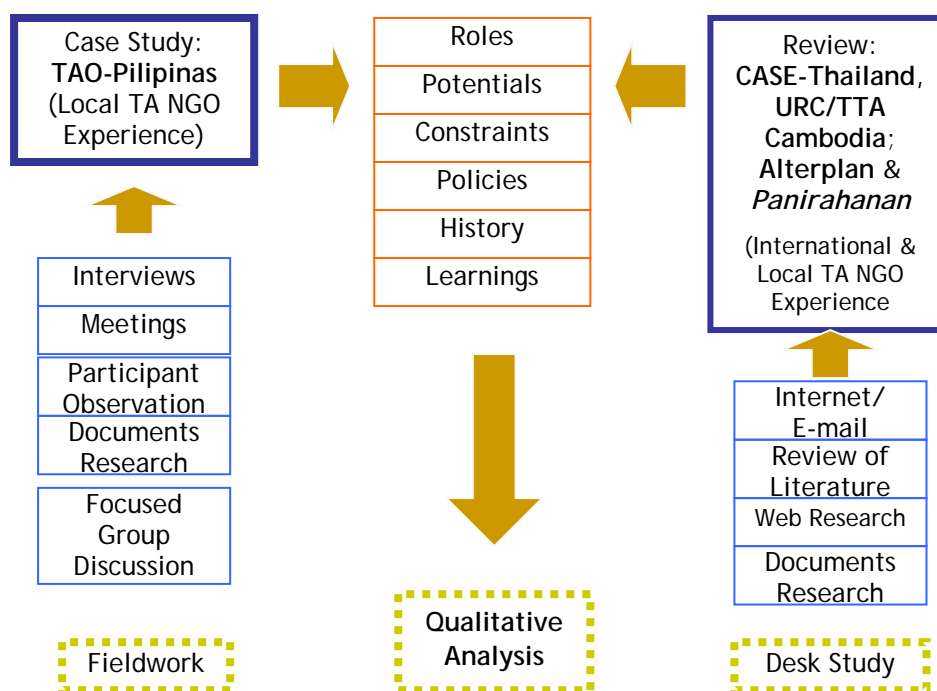 Case Study:
TAO-Pilipinas
(Local TA NGO
Experience)
Interviews
Meetings
Participant
Observation
Documents
Research
Focused
Group
Discussion
Fieldwork
Roles
Potentials
Constraints
Policies
History
Learnings
Qualitative
Analysis
Review:
CASE-Thailand,
URC/TTA
Cambodia;
Alterplan &
Panirahanan
(International &
Local TA NGO
Experience
Internet/
E-mail
Review of
Literature
Web Research
Documents
Research
Desk Study